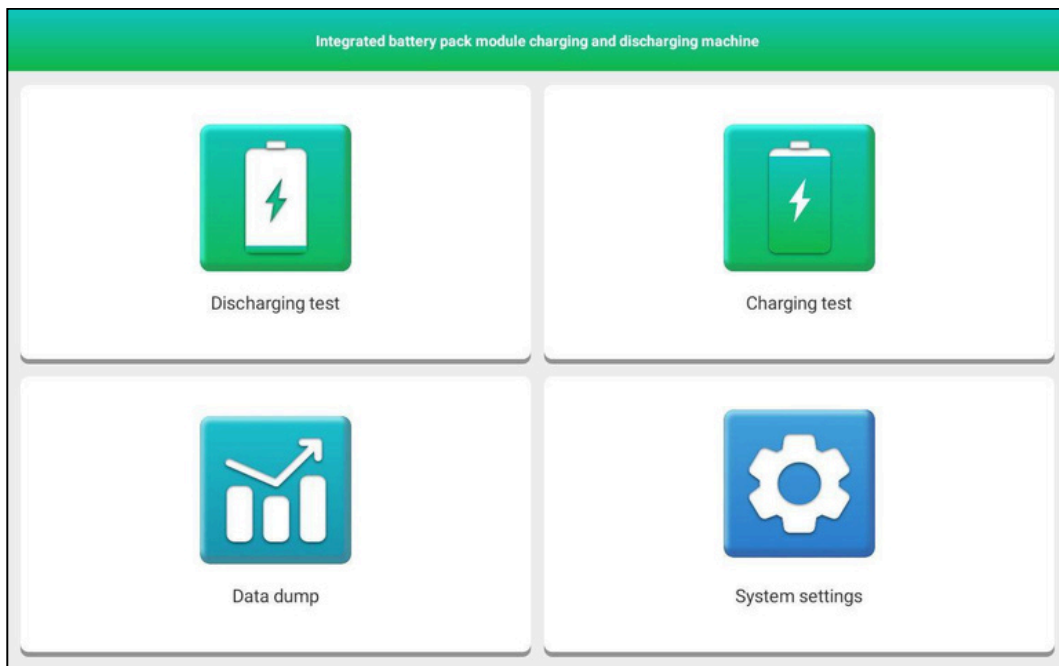 Integrated battery pack module charging and discharging machine
Discharging test
Charging test
Data dump
System settings